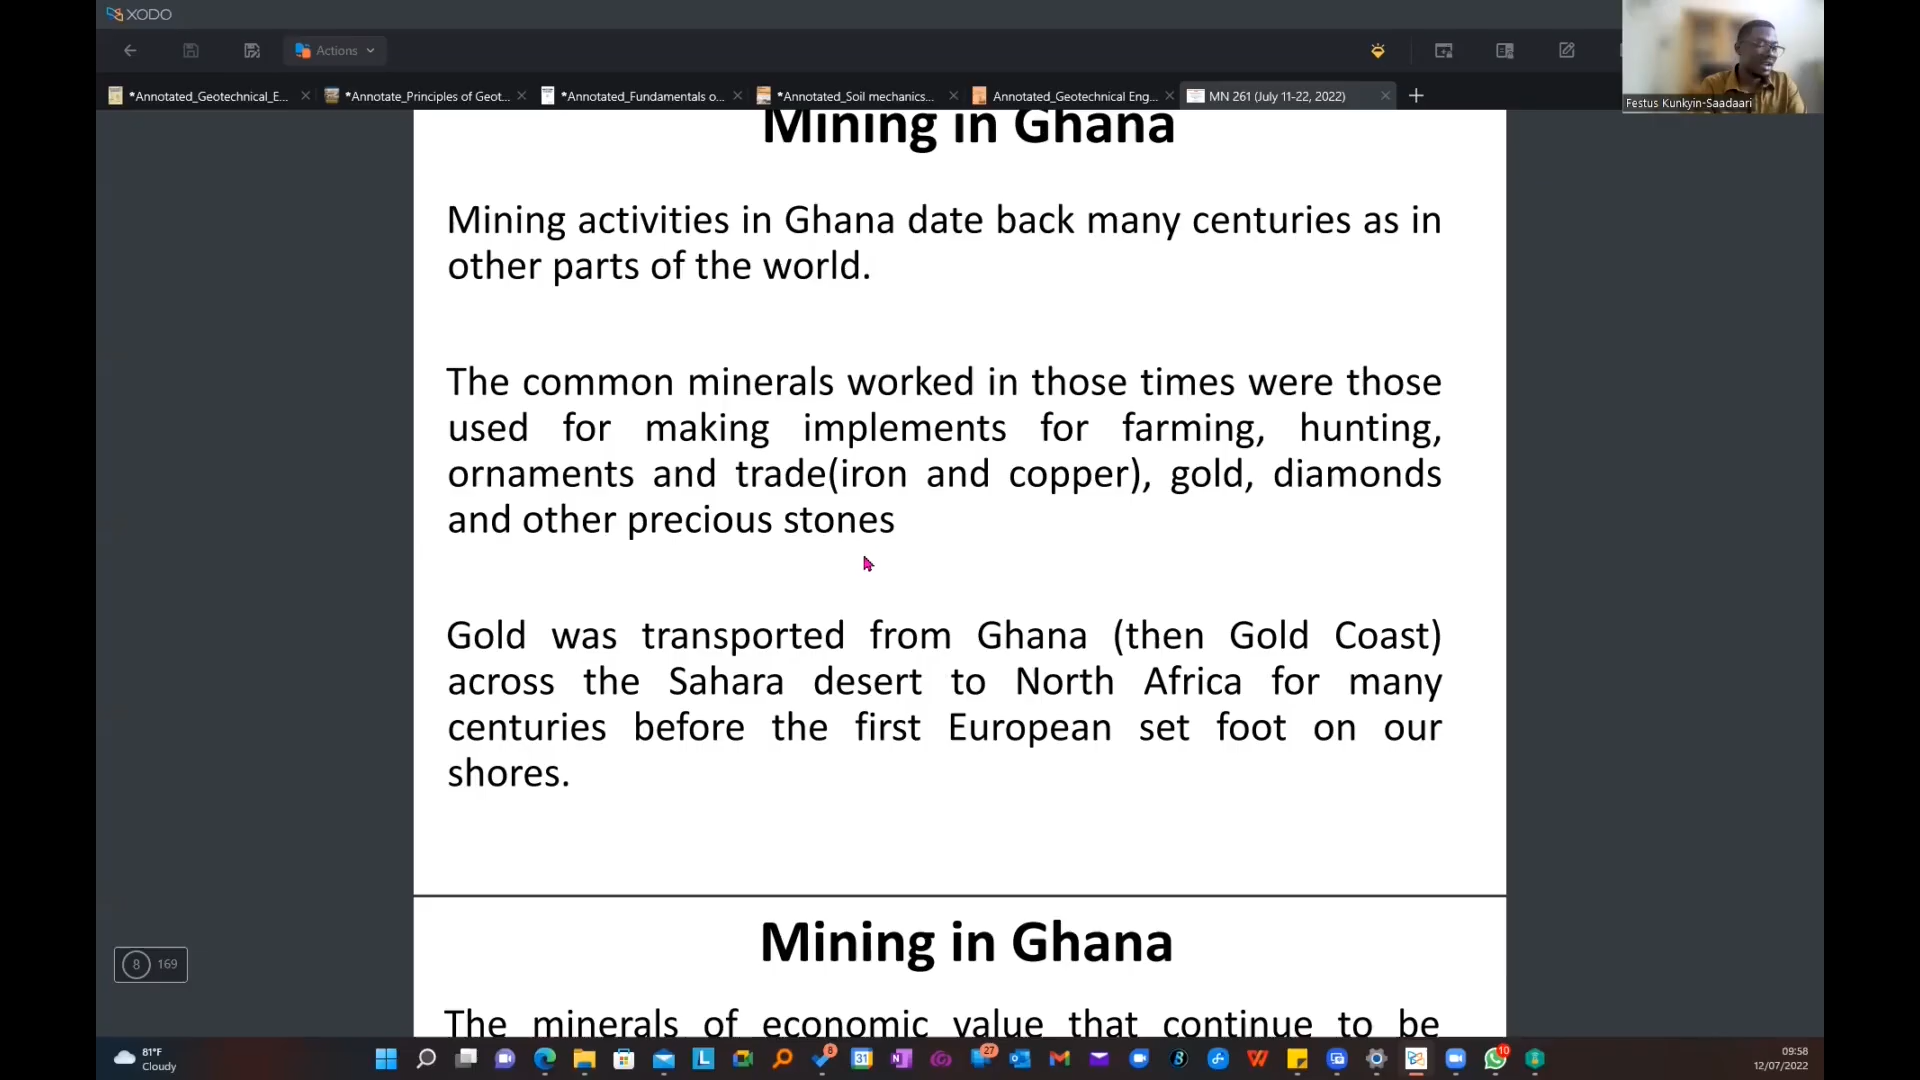 XODO
Actions
*Annotated_Geotechnical_E...
*Annotate_Principles of Geot...
*Annotated_Fundamentals o...
*Annotated_Soil mechanics...
Annotated_Geotechnical Eng...
MN 261 (July 11-22, 2022)
Festus Kunkyin-Saadaari
Mining in Ghana
Mining activities in Ghana date back many centuries as in
other parts of the world.
The common minerals worked in those times were those
used for making implements for farming, hunting,
ornaments and trade(iron and copper), gold, diamonds
and other precious stones
Gold was transported from Ghana (then Gold Coast)
across the Sahara desert to North Africa for many
centuries before the first European set foot on our
shores.
Mining in Ghana
8 169
The minerals of economic value that continue to be
81°F
Cloudy
8
31
27
10
09:58
12/07/2022